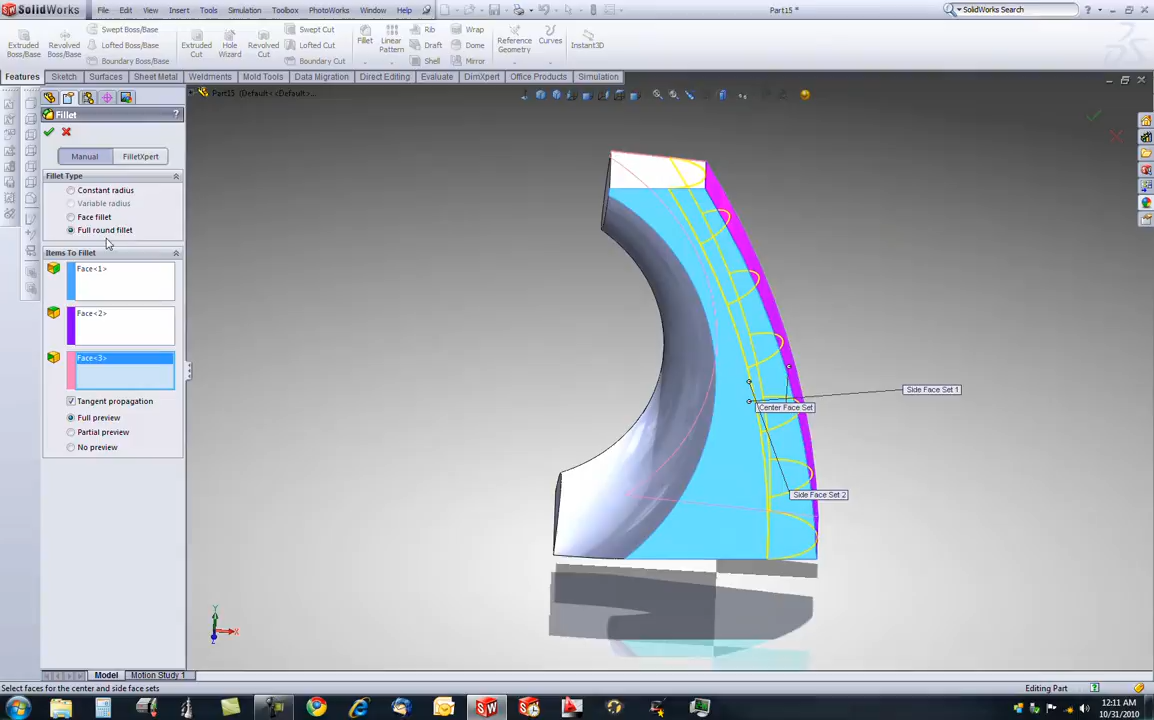 SolidWorks File Edit View Insert Tools Simulation Toolbox PhotoWorks Window Help Part15 * SolidWorks Search
Extruded Boss/Base Revolved Boss/Base Swept Boss/Base Lofted Boss/Base Boundary Boss/Base Extruded Cut Hole Wizard Revolved Cut Swept Cut Lofted Cut Boundary Cut Fillet Linear Pattern Rib Draft Shell Wrap Dome Mirror Reference Geometry Curves Instant3D
Features Sketch Surfaces Sheet Metal Weldments Mold Tools Data Migration Direct Editing Evaluate DimXpert Office Products Simulation
Part15 (Default<<Default>...
Fillet ?
Manual FilletXpert
Fillet Type
Constant radius
Variable radius
Face fillet
Full round fillet
Items To Fillet
Face<1>
Face<2>
Face<3>
Tangent propagation
Full preview
Partial preview
No preview
Side Face Set 1
Center Face Set
Side Face Set 2
Y
X
Z
Model Motion Study 1
Select faces for the center and side face sets Editing Part
12:11 AM
10/31/2010